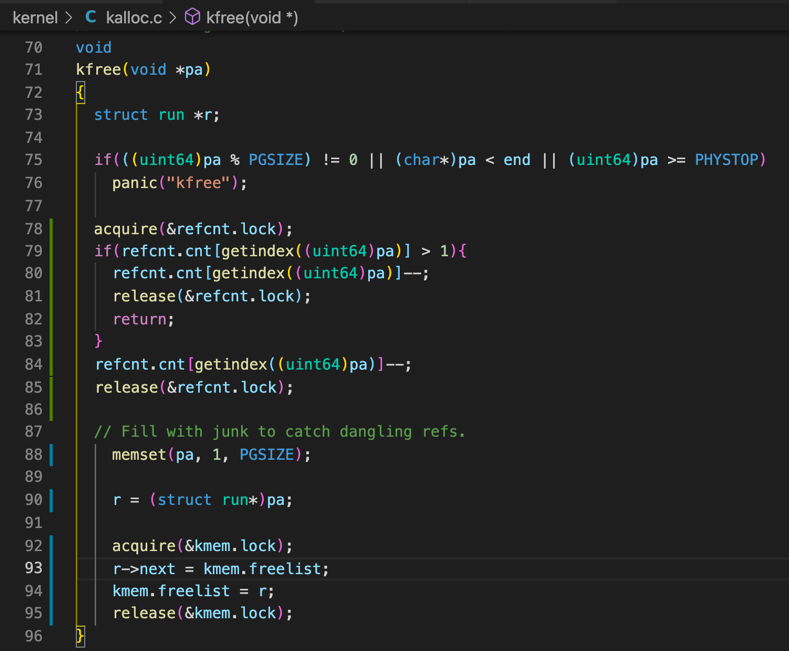 kernel > C kalloc.c > kfree(void *)
70 void
71 kfree(void *pa)
72 {
73   struct run *r;
74
75   if(((uint64)pa % PGSIZE) != 0 || (char*)pa < end || (uint64)pa >= PHYSTOP)
76     panic("kfree");
77
78   acquire(&refcnt.lock);
79   if(refcnt.cnt[getindex((uint64)pa)] > 1){
80     refcnt.cnt[getindex((uint64)pa)]--;
81     release(&refcnt.lock);
82     return;
83   }
84   refcnt.cnt[getindex((uint64)pa)]--;
85   release(&refcnt.lock);
86
87   // Fill with junk to catch dangling refs.
88     memset(pa, 1, PGSIZE);
89
90     r = (struct run*)pa;
91
92     acquire(&kmem.lock);
93     r->next = kmem.freelist;
94     kmem.freelist = r;
95     release(&kmem.lock);
96 }